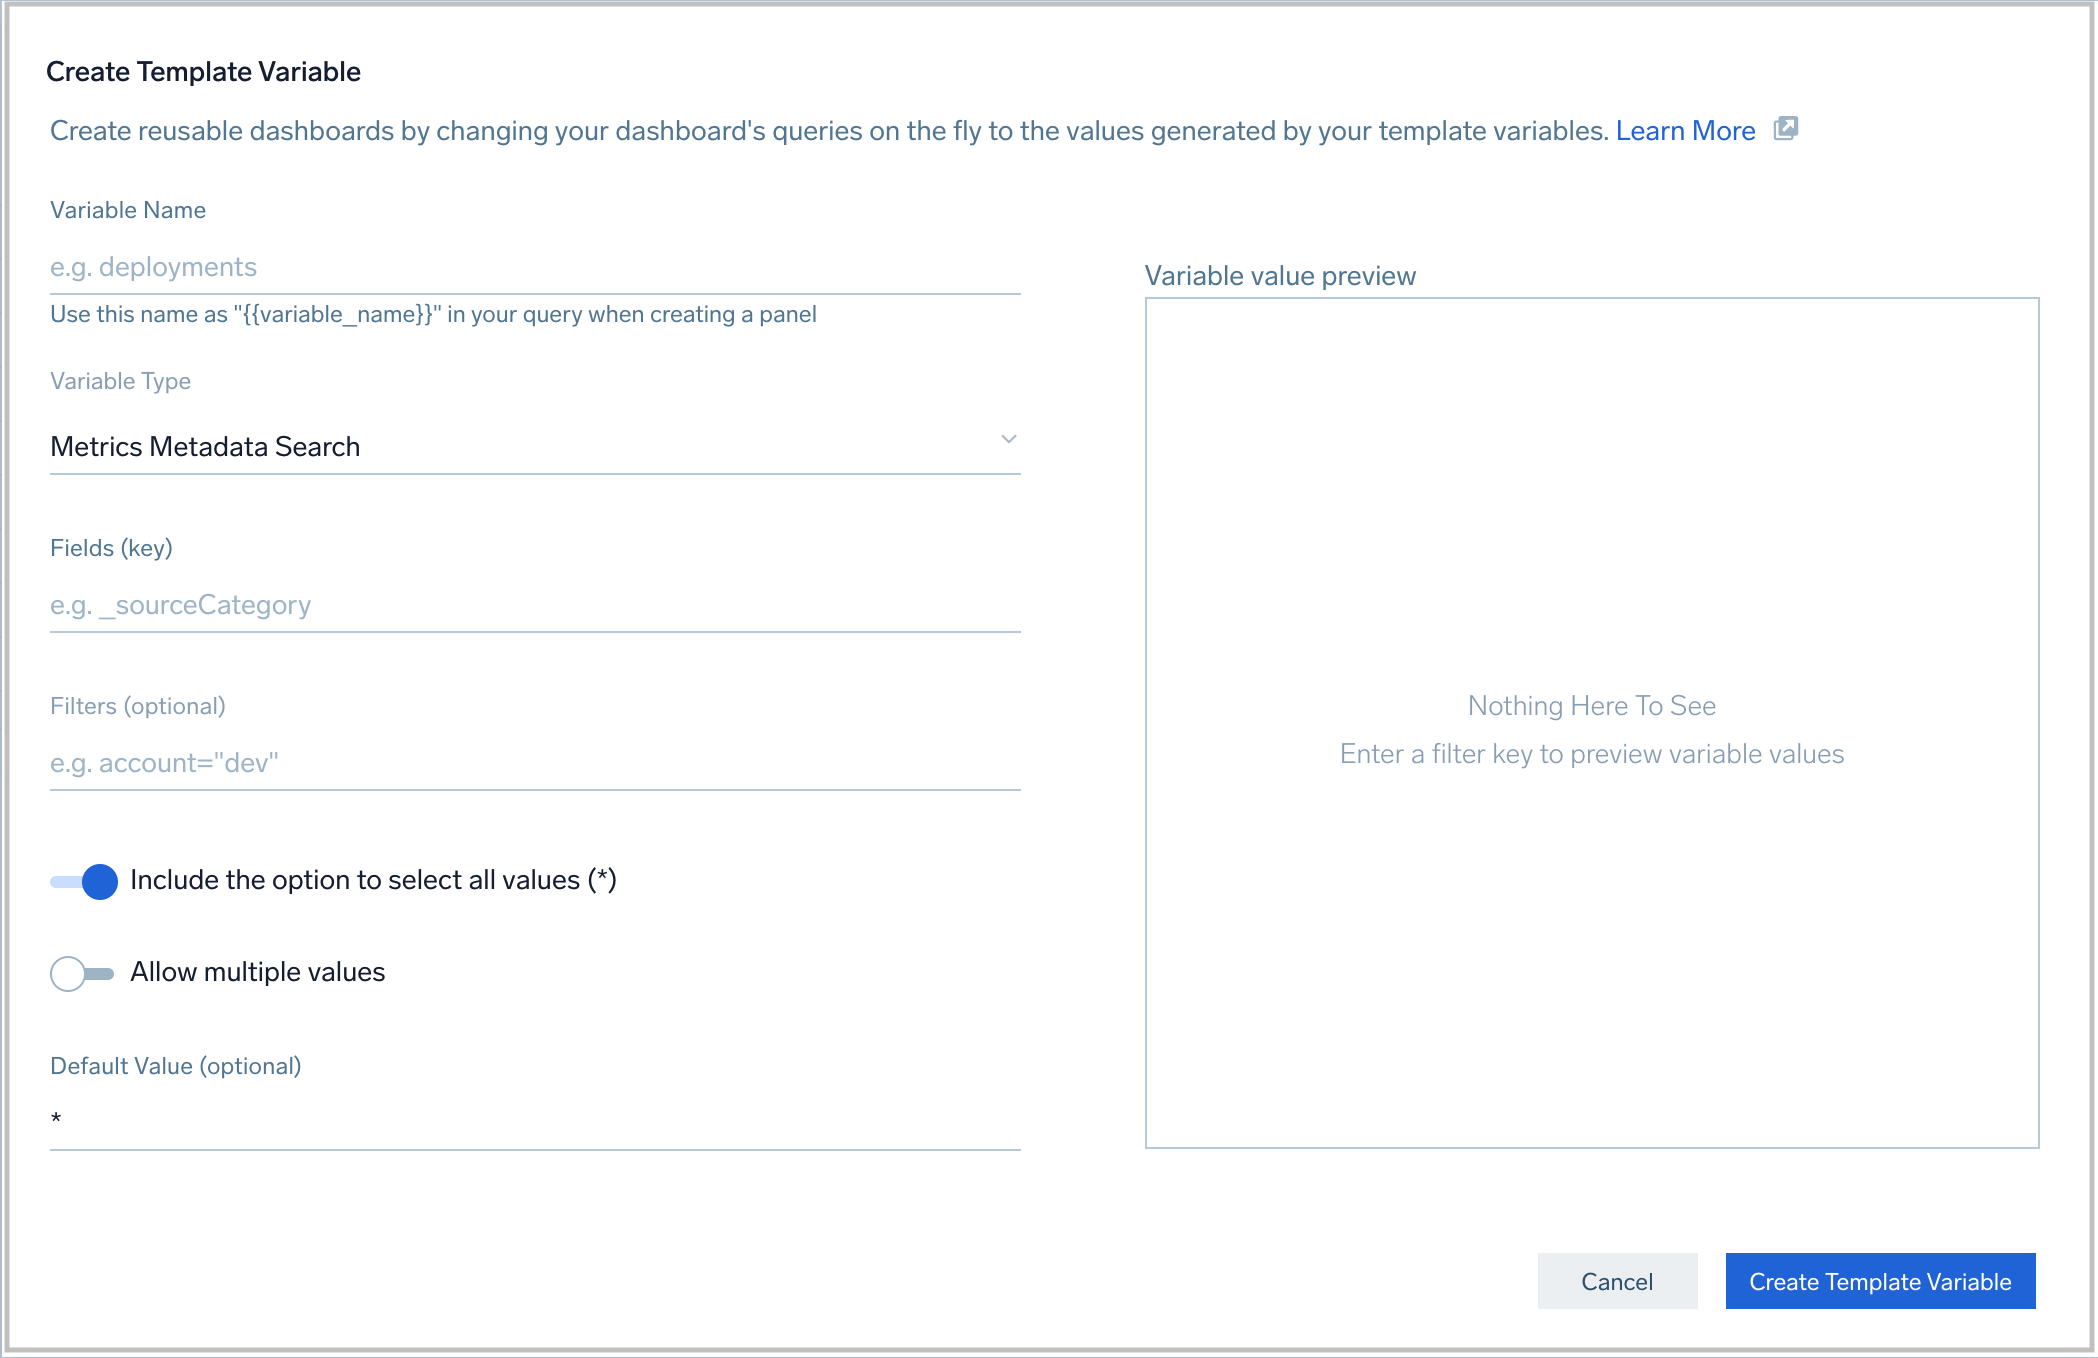 Create Template Variable
Create reusable dashboards by changing your dashboard's queries on the fly to the values generated by your template variables. Learn More
Variable Name
e.g. deployments
Use this name as "{{variable_name}}" in your query when creating a panel
Variable Type
Metrics Metadata Search
Fields (key)
e.g. _sourceCategory
Filters (optional)
e.g. account="dev"
Include the option to select all values (*)
Allow multiple values
Default Value (optional)
*
Variable value preview
Nothing Here To See
Enter a filter key to preview variable values
Cancel
Create Template Variable